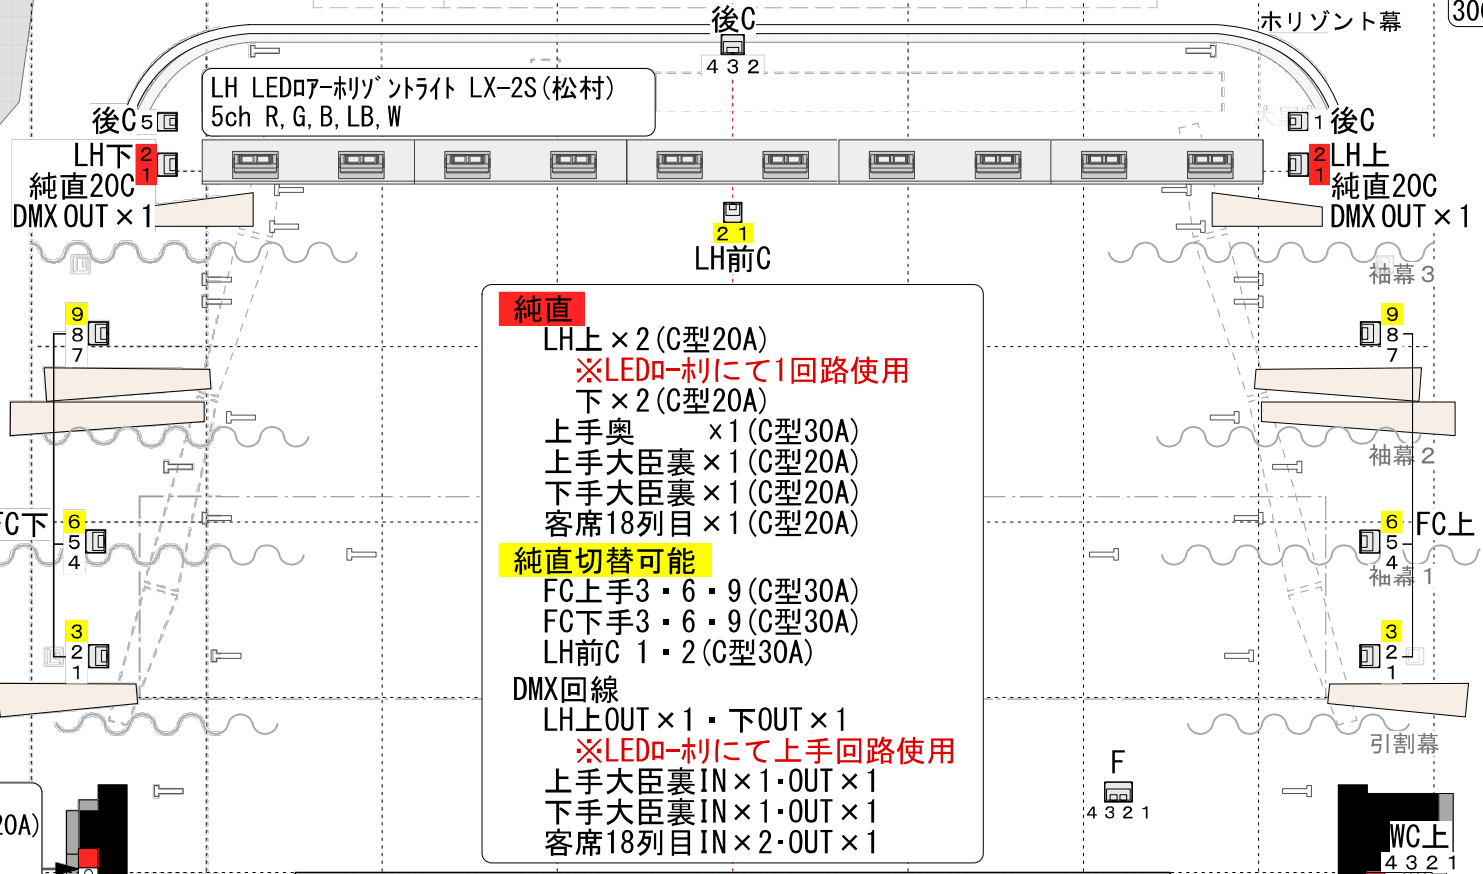 後C
4 3 2
ホリゾント幕
LH LEDロアーホリゾントライト LX-2S(松村)
5ch R,G,B,LB,W
後C 5
LH下 2
1
純直20C
DMX OUT×1
1 後C
2 LH上
1
純直20C
DMX OUT×1
2 1
LH前C
袖幕3
9
8
7
9
8
7
袖幕2
FC下
6
5
4
6
5
4
FC上
袖幕1
3
2
1
3
2
1
引割幕
純直
LH上×2(C型20A)
※LEDローホリにて1回路使用
下×2(C型20A)
上手奥 ×1(C型30A)
上手大臣裏×1(C型20A)
下手大臣裏×1(C型20A)
客席18列目×1(C型20A)
純直切替可能
FC上手3・6・9(C型30A)
FC下手3・6・9(C型30A)
LH前C 1・2(C型30A)
DMX回線
LH上OUT×1・下OUT×1
※LEDローホリにて上手回路使用
上手大臣裏IN×1・OUT×1
下手大臣裏IN×1・OUT×1
客席18列目IN×2・OUT×1
F
4 3 2 1
20A)
WC上
4 3 2 1